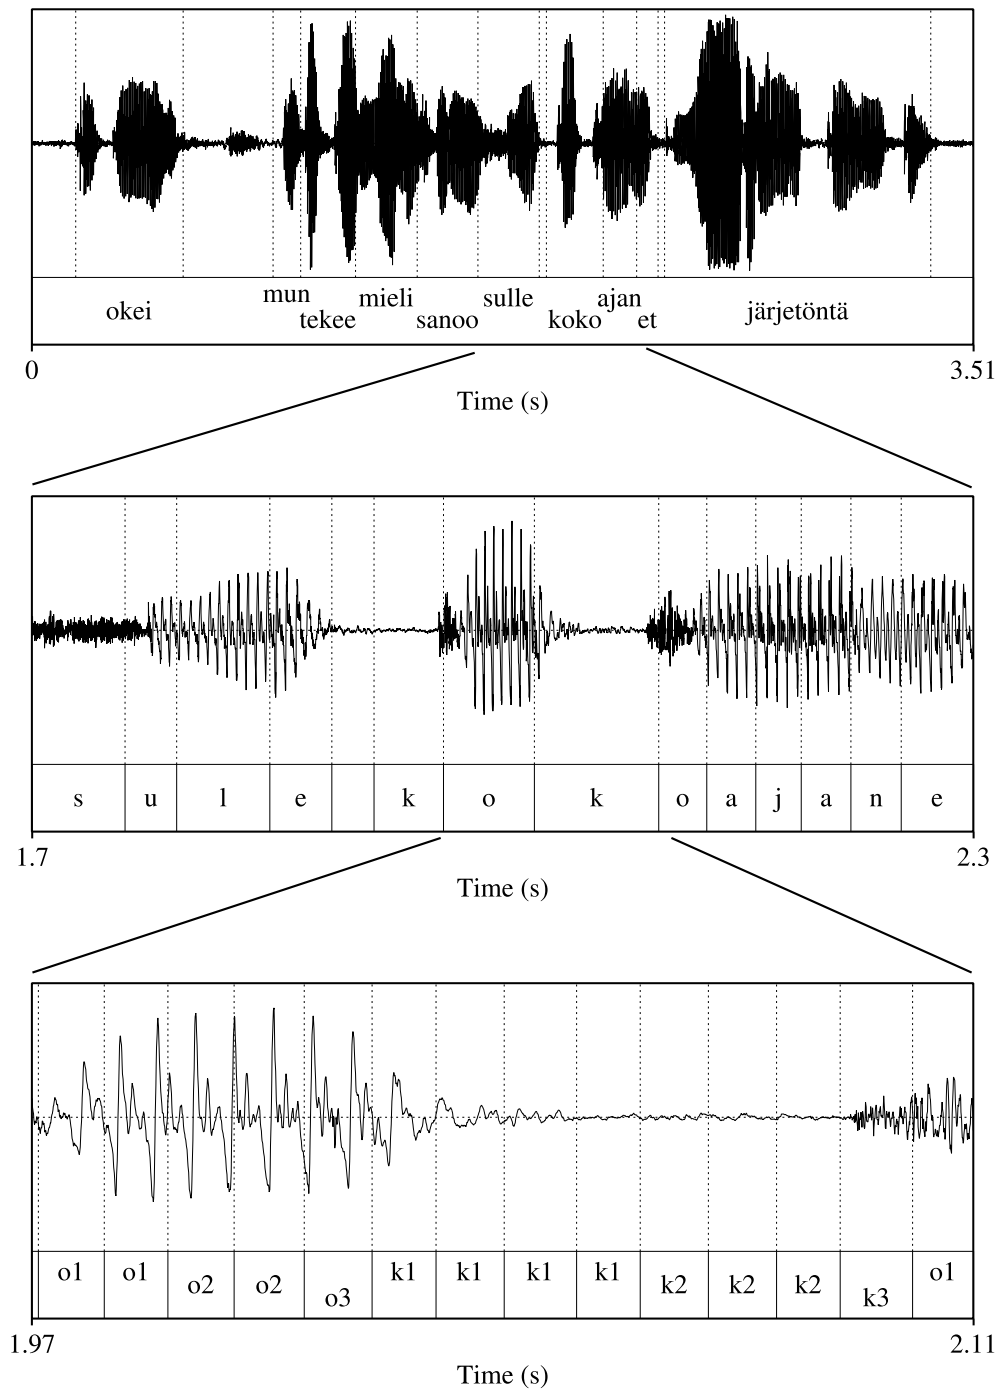 okei mun tekee mieli sanoo sulle koko ajan et järjetöntä
0 3.51
Time (s)
s u l e k o k o a j a n e
1.7 2.3
Time (s)
o1 o1 o2 o2 o3 k1 k1 k1 k1 k2 k2 k2 k3 o1
1.97 2.11
Time (s)